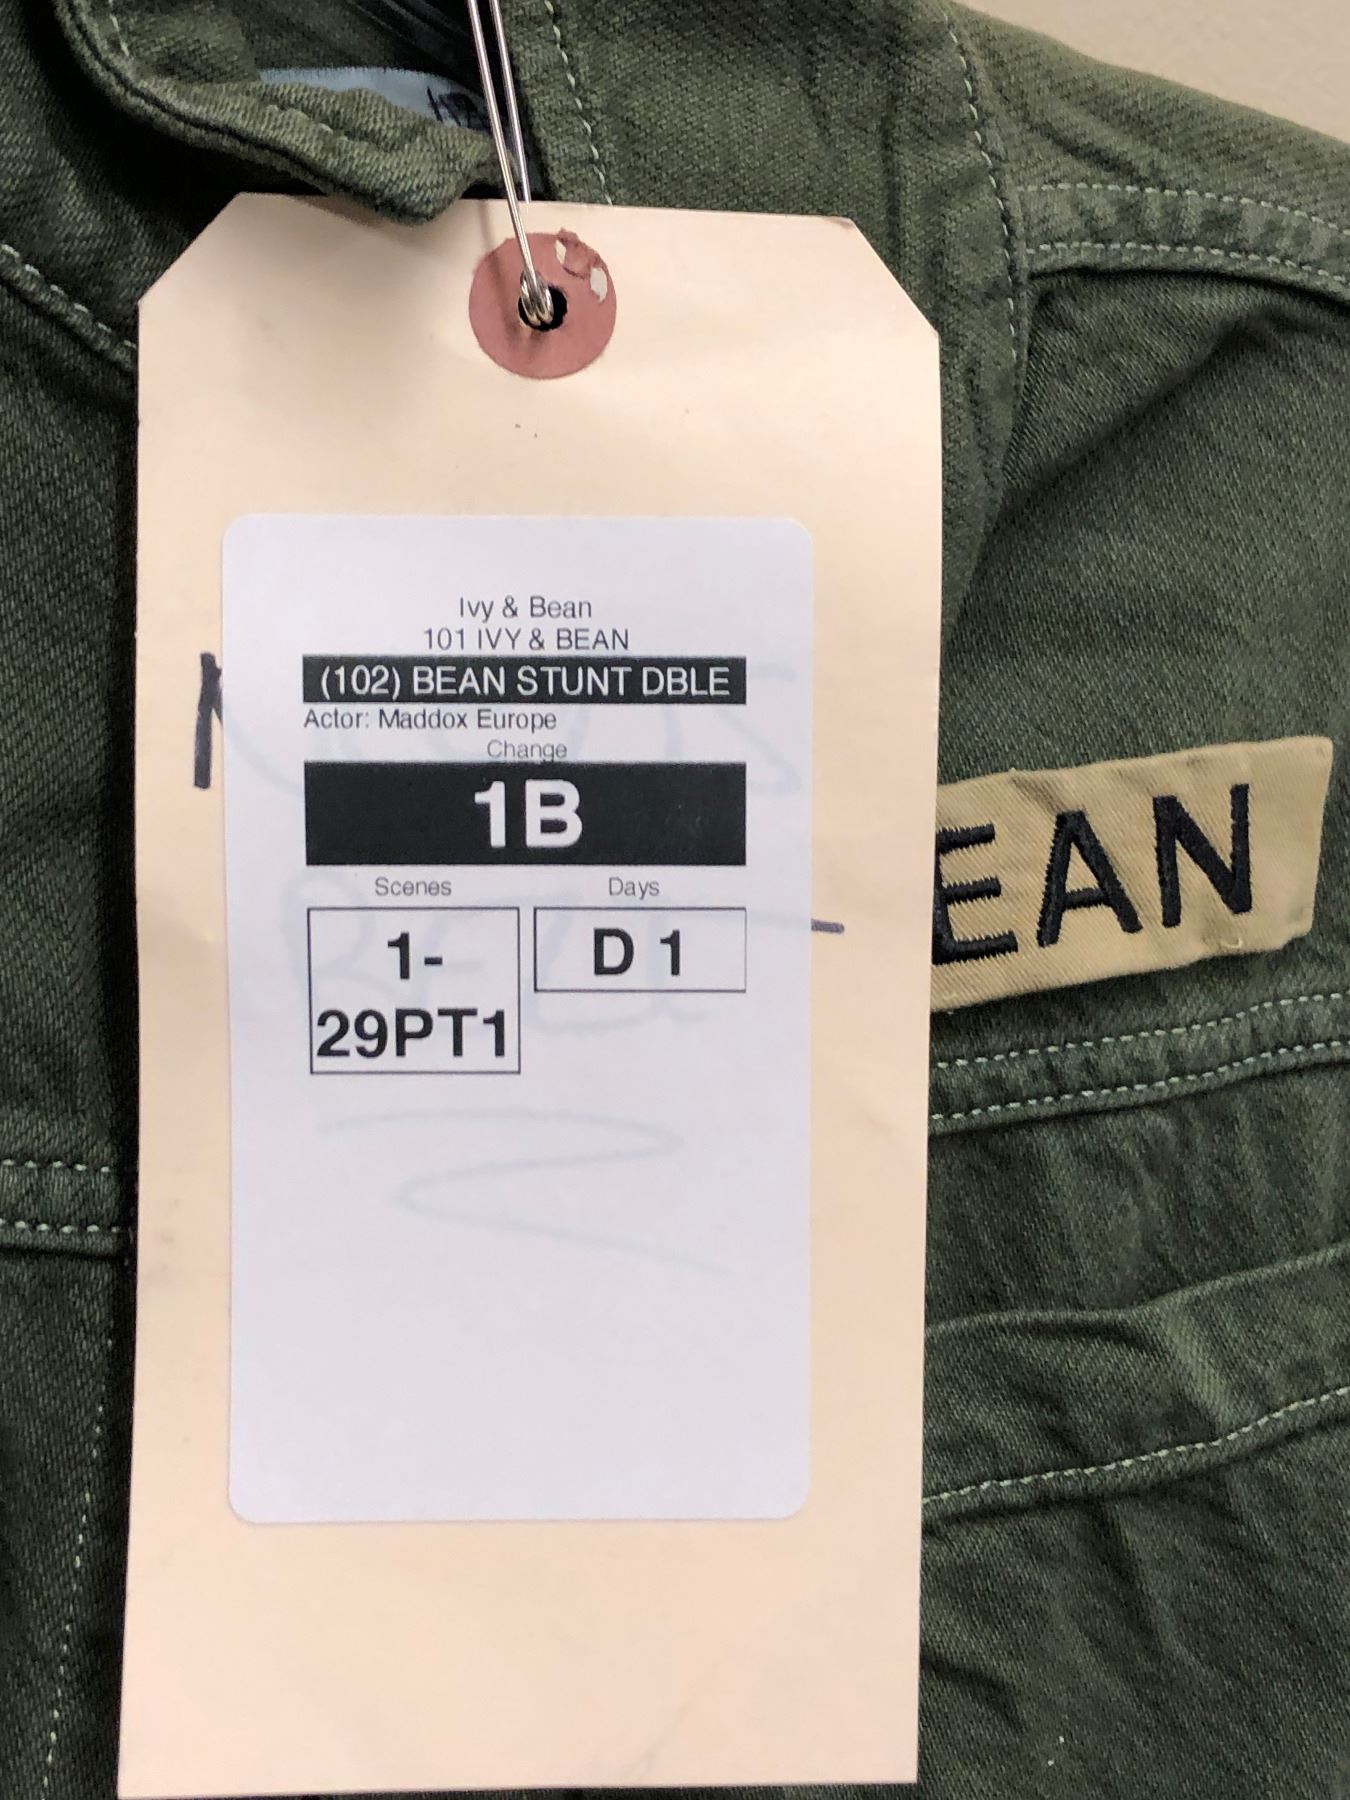 Ivy & Bean
101 IVY & BEAN
(102) BEAN STUNT DBLE
Actor: Maddox Europe
Change
1B
Scenes
Days
1-
29PT1
D 1
EAN